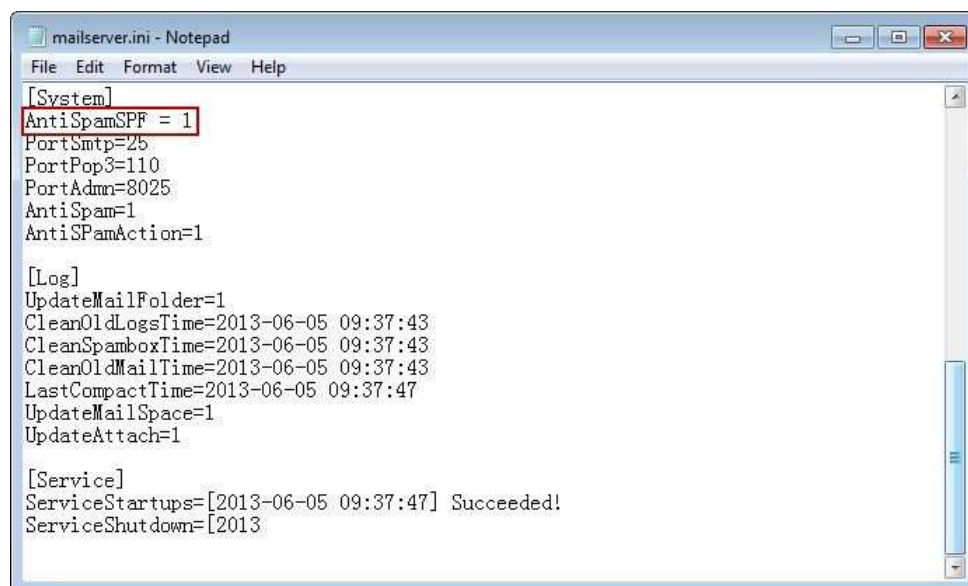 mailserver.ini - Notepad
File Edit Format View Help
[System]
AntiSpamSPF = 1
PortSmtp=25
PortPop3=110
PortAdmn=8025
AntiSpam=1
AntiSPamAction=1
[Log]
UpdateMailFolder=1
CleanOldLogsTime=2013-06-05 09:37:43
CleanSpamboxTime=2013-06-05 09:37:43
CleanOldMailTime=2013-06-05 09:37:43
LastCompactTime=2013-06-05 09:37:47
UpdateMailSpace=1
UpdateAttach=1
[Service]
ServiceStartups=[2013-06-05 09:37:47] Succeeded!
ServiceShutdown=[2013